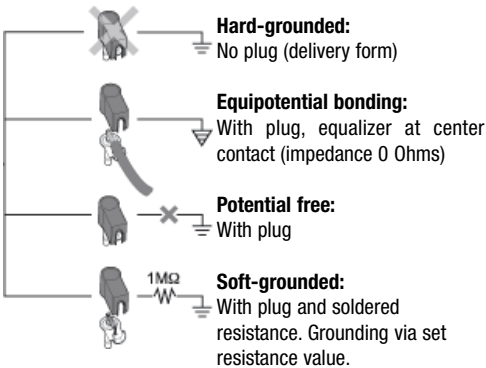 Hard-grounded:
No plug (delivery form)
Equipotential bonding:
With plug, equalizer at center
contact (impedance 0 Ohms)
Potential free:
With plug
1MΩ
Soft-grounded:
With plug and soldered
resistance. Grounding via set
resistance value.